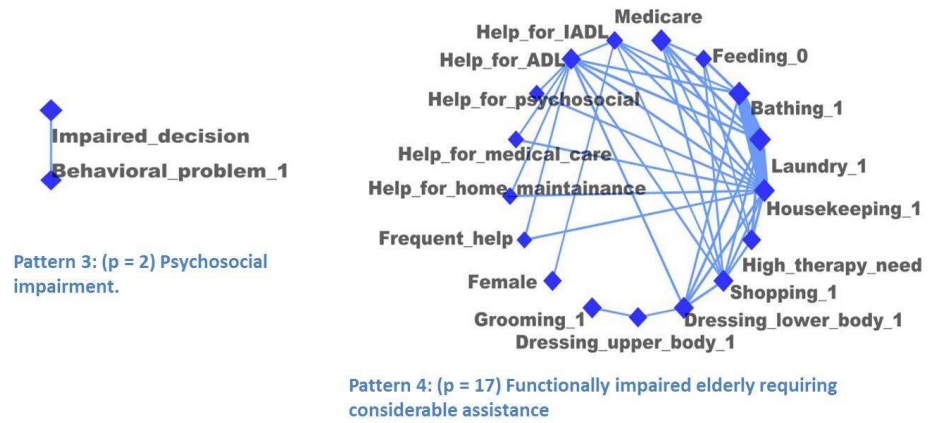 Medicare
Help_for_IADL
Help_for_ADL
Feeding_0
Help_for_psychosocial
Bathing_1
Impaired_decision
Help_for_medical_care
Laundry_1
Behavioral_problem_1
Help_for_home_maintainance
Housekeeping_1
Frequent_help
High_therapy_need
Female
Shopping_1
Grooming_1
Dressing_lower_body_1
Dressing_upper_body_1
Pattern 3: (p = 2) Psychosocial
impairment.
Pattern 4: (p = 17) Functionally impaired elderly requiring
considerable assistance